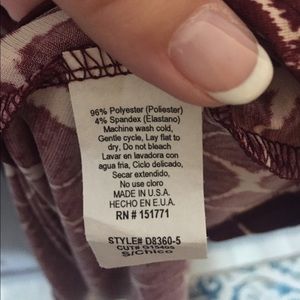 96% Polyester (Poliester)
4% Spandex (Elastano)
Machine wash cold,
Gentle cycle, Lay flat to
dry, Do not bleach
Lavar en lavadora con
agua fria, Ciclo delicado,
Secar extendido,
No use cloro
MADE IN U.S.A.
HECHO EN E.U.A.
RN # 151771
STYLE# D8360-5
CUT# G15495
S/Chico